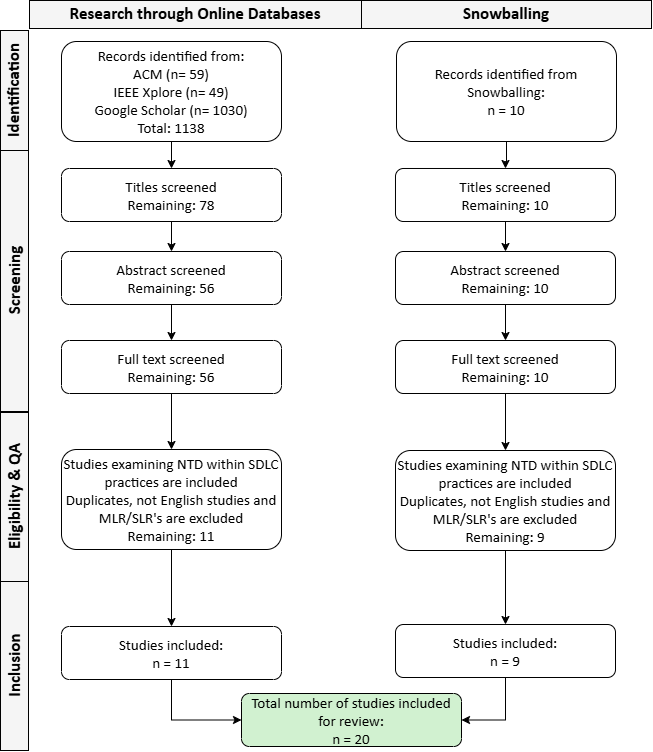 Research through Online Databases
Snowballing
Identification
Records identified from:
ACM (n= 59)
IEEE Xplore (n= 49)
Google Scholar (n= 1030)
Total: 1138
Records identified from
Snowballing:
n = 10
Screening
Titles screened
Remaining: 78
Titles screened
Remaining: 10
Abstract screened
Remaining: 56
Abstract screened
Remaining: 10
Full text screened
Remaining: 56
Full text screened
Remaining: 10
Eligibility & QA
Studies examining NTD within SDLC
practices are included
Duplicates, not English studies and
MLR/SLR's are excluded
Remaining: 11
Studies examining NTD within SDLC
practices are included
Duplicates, not English studies and
MLR/SLR's are excluded
Remaining: 9
Inclusion
Studies included:
n = 11
Studies included:
n = 9
Total number of studies included
for review:
n = 20